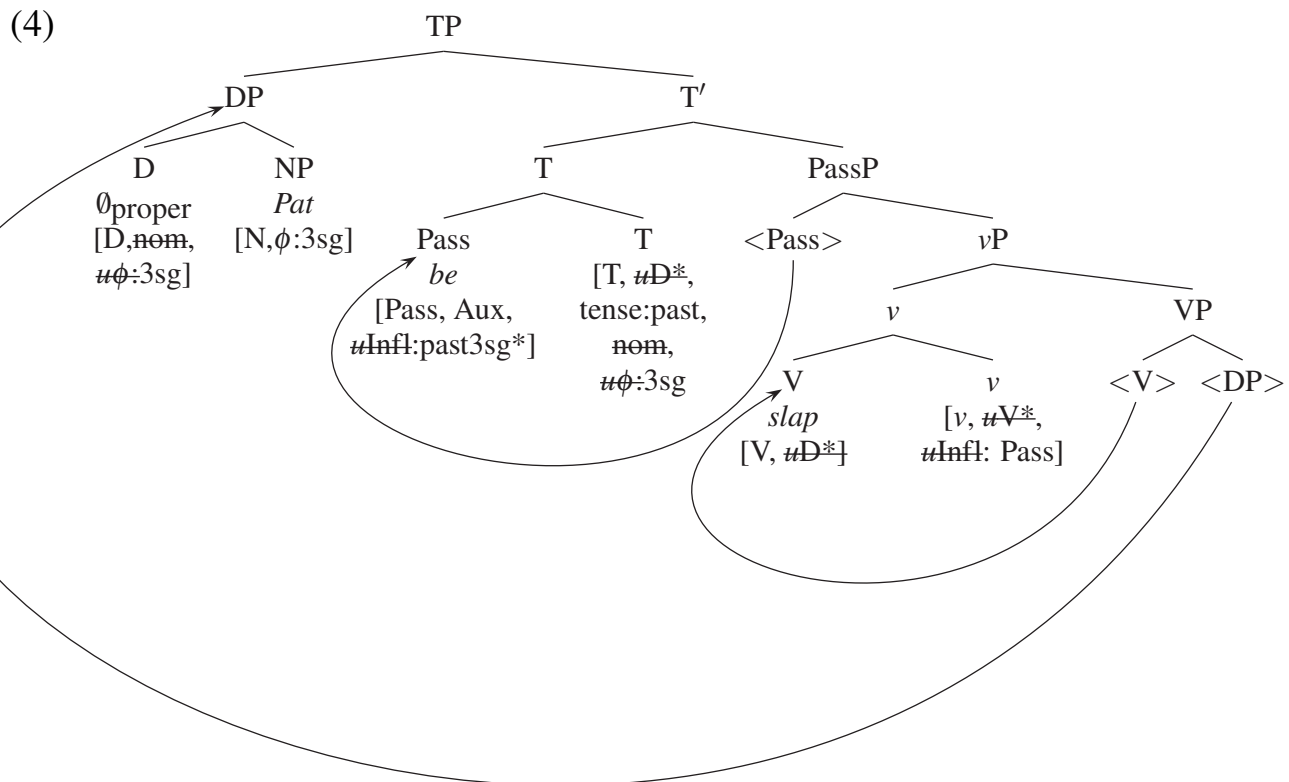 (4)
TP
DP T′
D NP T PassP
∅proper Pat Pass T <Pass> vP
[D,nom, [N,ϕ:3sg] be [T, uD*, v VP
uϕ:3sg] [Pass, Aux, tense:past,
uInfl:past3sg*] nom, V v <V> <DP>
uϕ:3sg slap [v, uV*,
[V, uD*] uInfl: Pass]